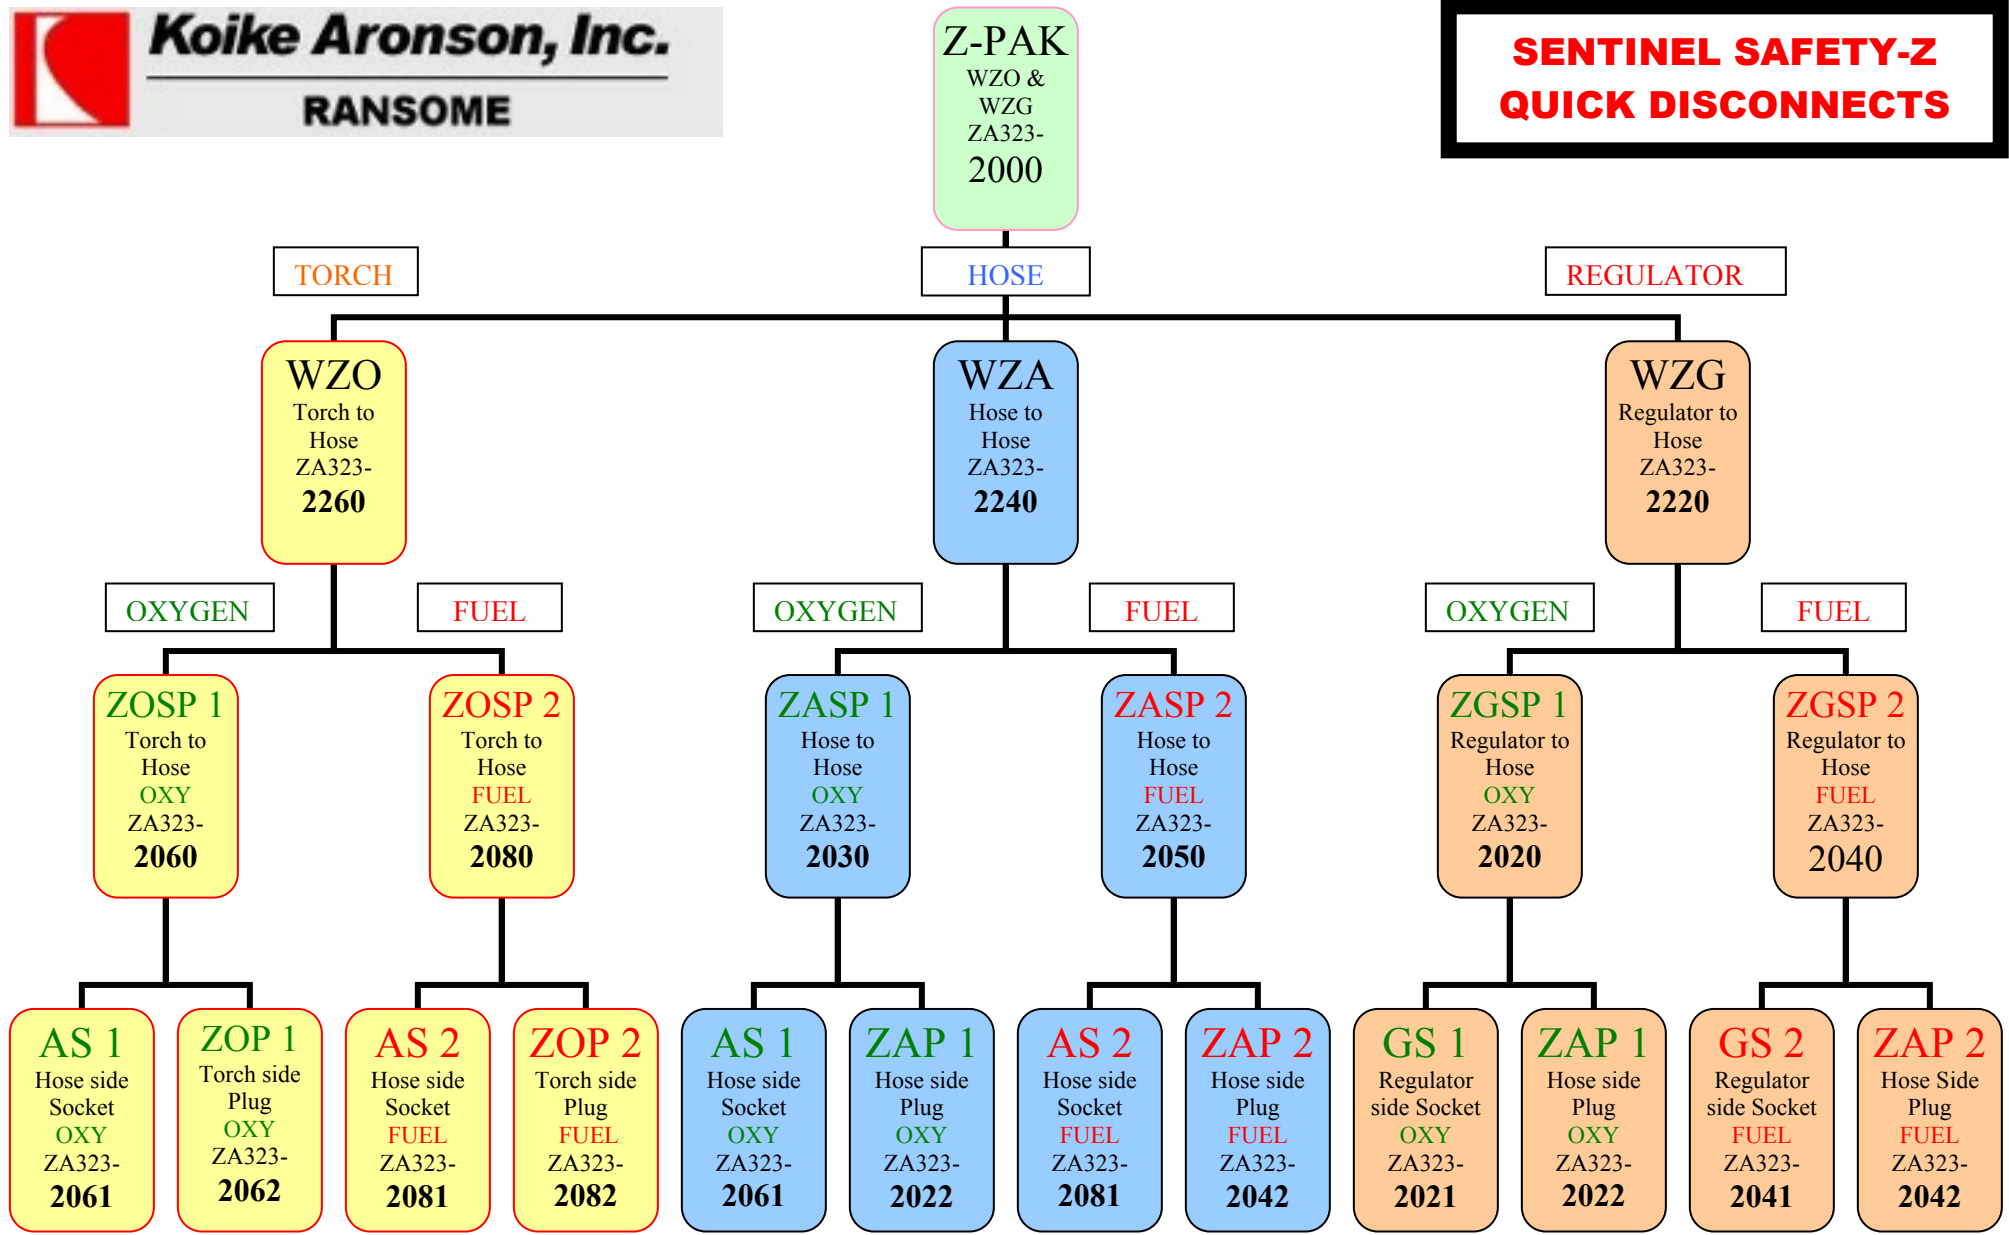 Koike Aronson, Inc.
RANSOME
Z-PAK
WZO &
WZG
ZA323-
2000
SENTINEL SAFETY-Z
QUICK DISCONNECTS
TORCH
HOSE
REGULATOR
WZO
Torch to
Hose
ZA323-
2260
WZA
Hose to
Hose
ZA323-
2240
WZG
Regulator to
Hose
ZA323-
2220
OXYGEN
FUEL
OXYGEN
FUEL
OXYGEN
FUEL
ZOSP 1
Torch to
Hose
OXY
ZA323-
2060
ZOSP 2
Torch to
Hose
FUEL
ZA323-
2080
ZASP 1
Hose to
Hose
OXY
ZA323-
2030
ZASP 2
Hose to
Hose
FUEL
ZA323-
2050
ZGSP 1
Regulator to
Hose
OXY
ZA323-
2020
ZGSP 2
Regulator to
Hose
FUEL
ZA323-
2040
AS 1
Hose side
Socket
OXY
ZA323-
2061
ZOP 1
Torch side
Plug
OXY
ZA323-
2062
AS 2
Hose side
Socket
FUEL
ZA323-
2081
ZOP 2
Torch side
Plug
FUEL
ZA323-
2082
AS 1
Hose side
Socket
OXY
ZA323-
2061
ZAP 1
Hose side
Plug
OXY
ZA323-
2022
AS 2
Hose side
Socket
FUEL
ZA323-
2081
ZAP 2
Hose side
Plug
FUEL
ZA323-
2042
GS 1
Regulator
side Socket
OXY
ZA323-
2021
ZAP 1
Hose side
Plug
OXY
ZA323-
2022
GS 2
Regulator
side Socket
FUEL
ZA323-
2041
ZAP 2
Hose Side
Plug
FUEL
ZA323-
2042